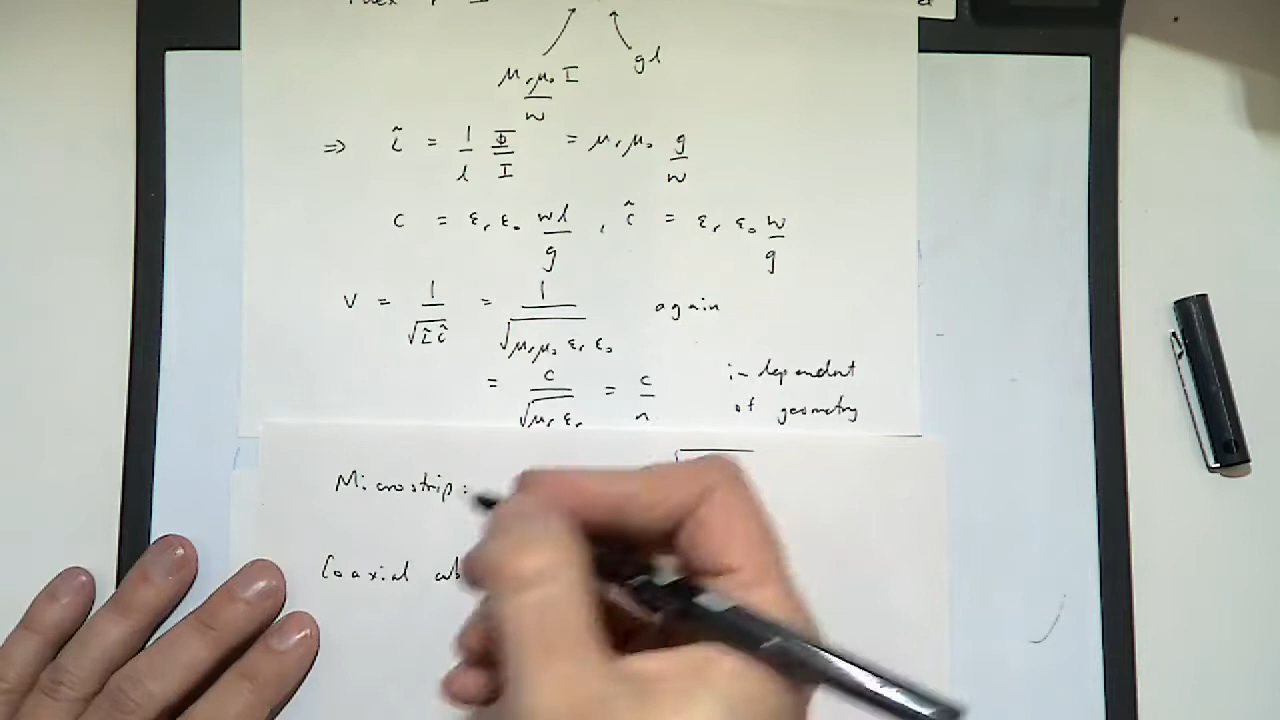 μᵣμ₀ I / w gl
⇒ l̂ = 1/l Φ/I = μᵣμ₀ g/w
C = εᵣ ε₀ wl/g , ĉ = εᵣ ε₀ w/g
v = 1/√(l̂ ĉ) = 1/√(μᵣμ₀ εᵣ ε₀) again
= c/√(μᵣ εᵣ) = c/n independent
of geometry
Microstrip:
Coaxial